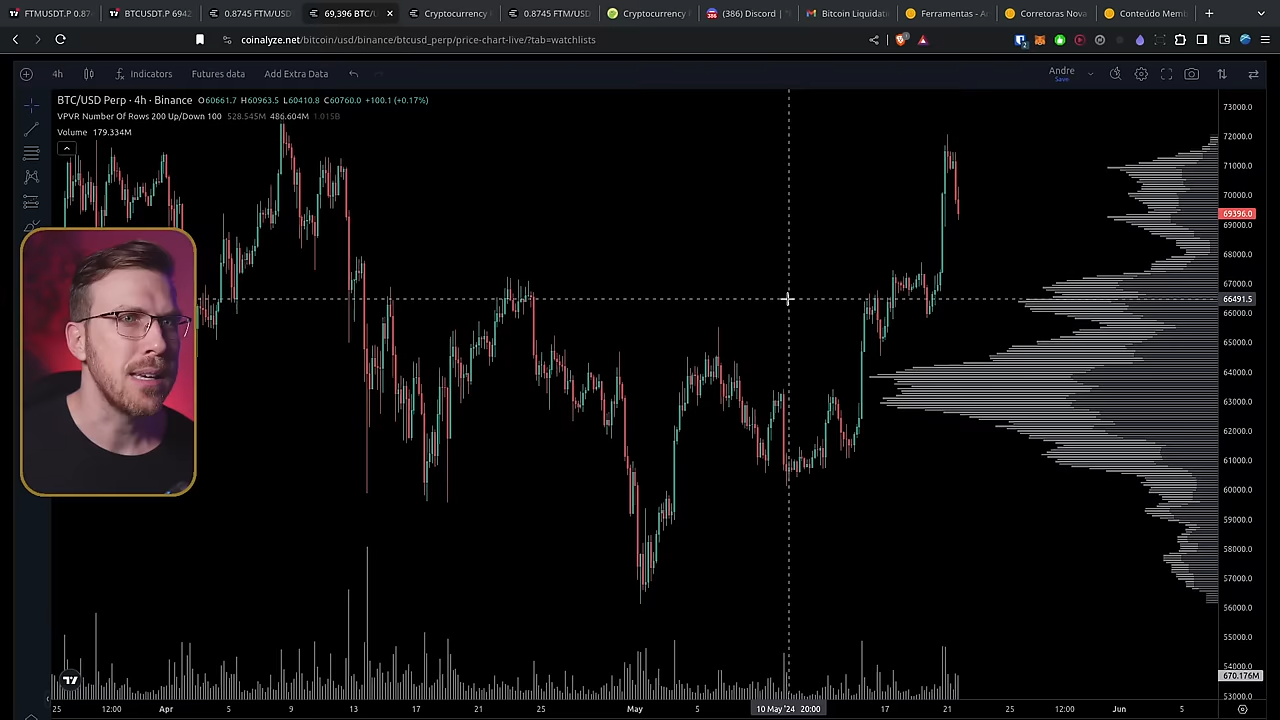 FTMUSDT.P 0.87
BTCUSDT.P 6942
0.8745 FTM/USD
69,396 BTC/U
Cryptocurrency
0.8745 FTM/USD
Cryptocurrency
(386) Discord |
Bitcoin Liquidati
Ferramentas - A
Corretoras Nova
Conteúdo Mem
coinalyze.net/bitcoin/usd/binance/btcusd_perp/price-chart-live/?tab=watchlists
4h Indicators Futures data Add Extra Data Andre
Save
BTC/USD Perp · 4h · Binance O60661.7 H60963.5 L60410.8 C60760.0 +100.1 (+0.17%)
VPVR Number Of Rows 200 Up/Down 100 528.545M 486.604M 1.015B
Volume 179.334M
73000.0
72000.0
71000.0
70000.0
69396.0
69000.0
68000.0
67000.0
66491.5
66000.0
65000.0
64000.0
63000.0
62000.0
61000.0
60000.0
59000.0
58000.0
57000.0
56000.0
55000.0
54000.0
670.176M
53000.0
25 12:00 Apr 5 9 13 17 21 25 May 5 10 May '24 20:00 17 21 25 12:00 Jun 5